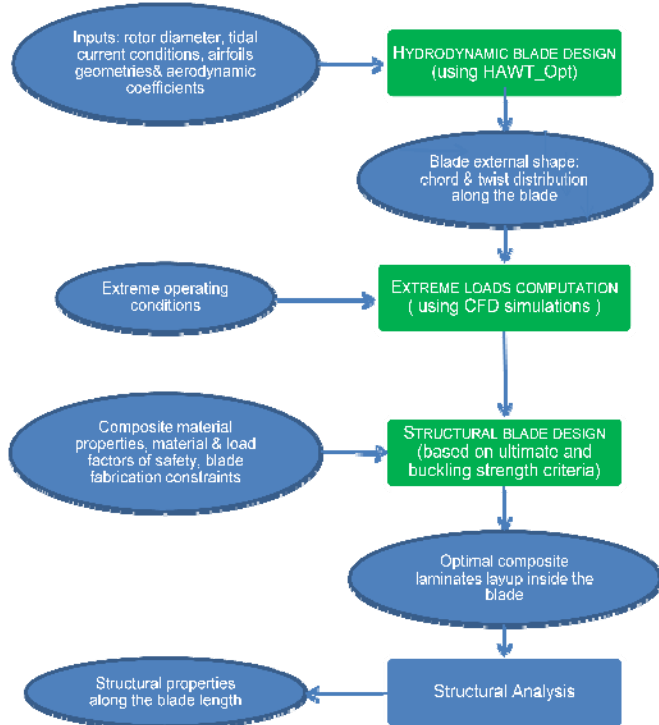 Inputs: rotor diameter, tidal
current conditions, airfoils
geometries& aerodynamic
coefficients
HYDRODYNAMIC BLADE DESIGN
(using HAWT_Opt)
Blade external shape:
chord & twist distribution
along the blade
Extreme operating
conditions
EXTREME LOADS COMPUTATION
( using CFD simulations )
Composite material
properties, material & load
factors of safety, blade
fabrication constraints
STRUCTURAL BLADE DESIGN
(based on ultimate and
buckling strength criteria)
Optimal composite
laminates layup inside the
blade
Structural properties
along the blade length
Structural Analysis